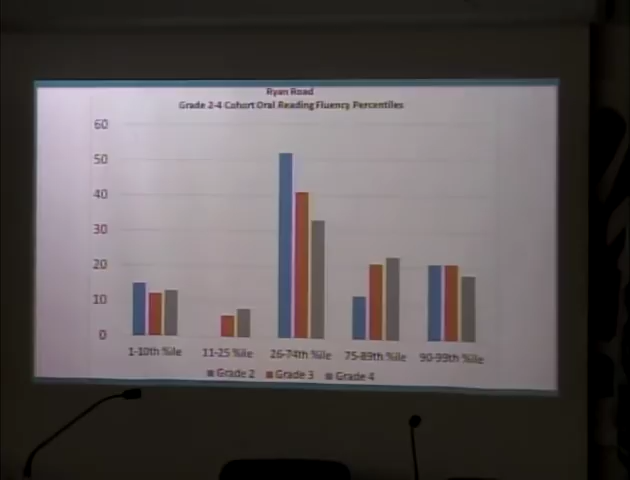 Ryan Road
Grade 2-4 Cohort Oral Reading Fluency Percentiles
60
50
40
30
20
10
0
1-10th %ile 11-25 %ile 26-74th %ile 75-89th %ile 90-99th %ile
Grade 2 Grade 3 Grade 4